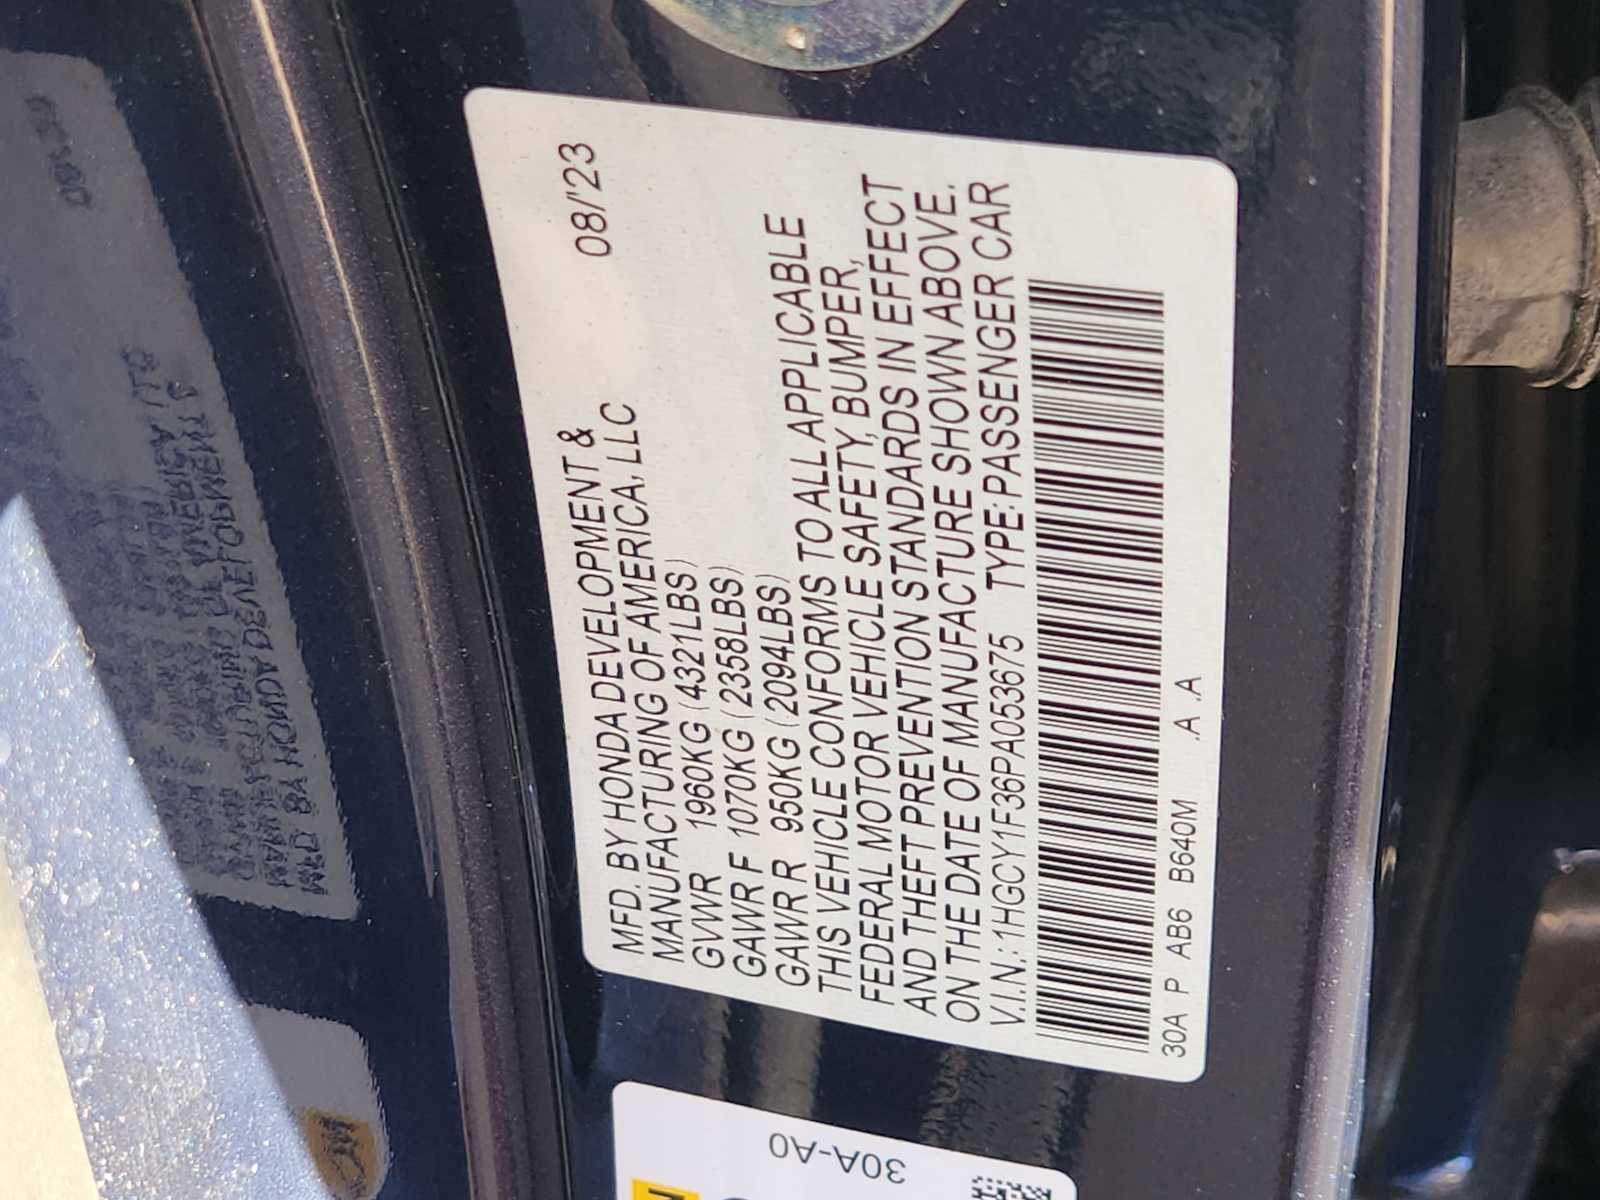 MFD. BY HONDA DEVELOPMENT & 08/'23
MANUFACTURING OF AMERICA, LLC
GVWR 1960KG (4321LBS)
GAWR F 1070KG (2358LBS)
GAWR R 950KG (2094LBS)
THIS VEHICLE CONFORMS TO ALL APPLICABLE
FEDERAL MOTOR VEHICLE SAFETY, BUMPER,
AND THEFT PREVENTION STANDARDS IN EFFECT
ON THE DATE OF MANUFACTURE SHOWN ABOVE.
V.I.N.: 1HGCY1F36PA053675 TYPE: PASSENGER CAR
30A P AB6 B640M .A .A
30A-A0